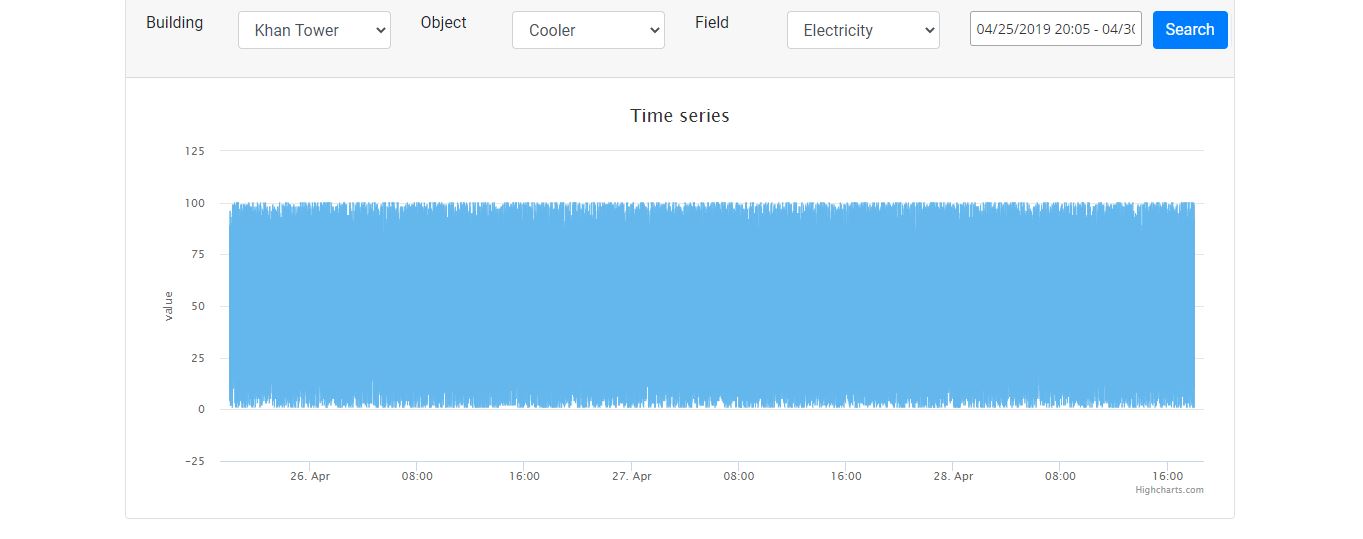 Building Khan Tower Object Cooler Field Electricity 04/25/2019 20:05 - 04/30 Search
Time series
125
100
75
50
25
0
-25
value
26. Apr 08:00 16:00 27. Apr 08:00 16:00 28. Apr 08:00 16:00
Highcharts.com